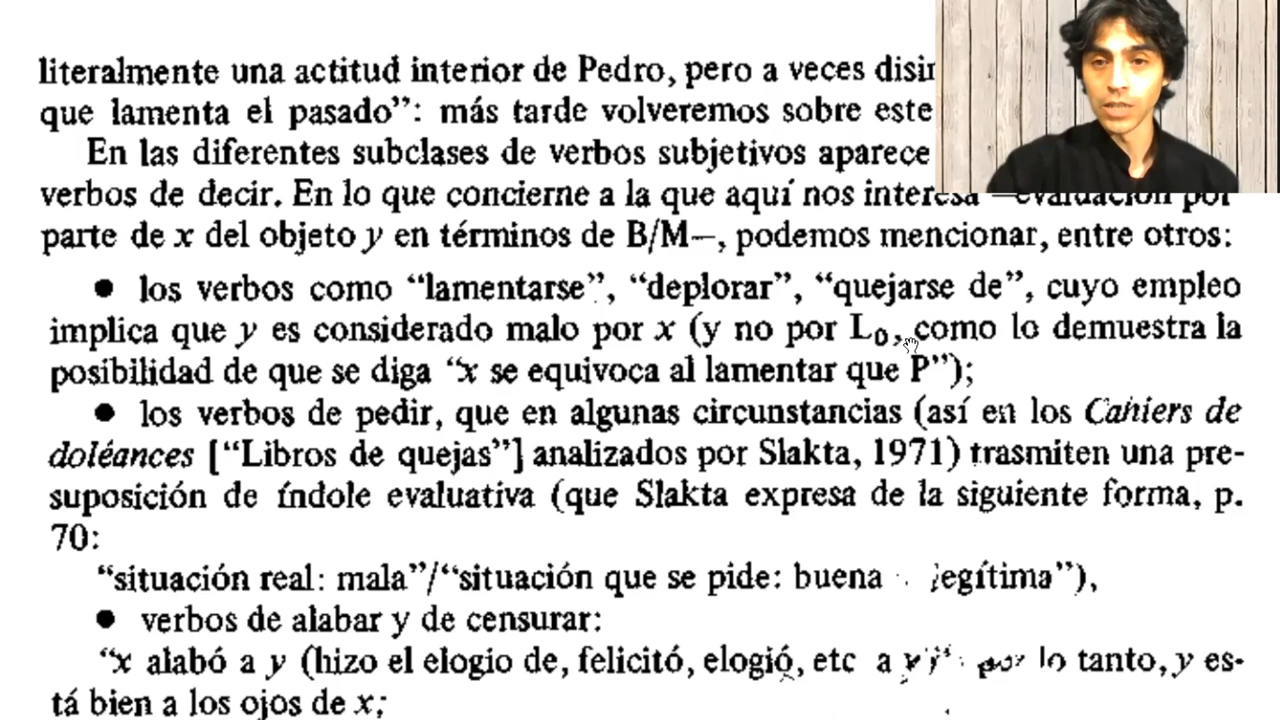 literalmente una actitud interior de Pedro, pero a veces
que lamenta el pasado”: más tarde volveremos sobre este
En las diferentes subclases de verbos subjetivos aparece
verbos de decir. En lo que concierne a la que aquí nos interesa —evaluación por
parte de x del objeto y en términos de B/M—, podemos mencionar, entre otros:
● los verbos como “lamentarse”, “deplorar”, “quejarse de”, cuyo empleo
implica que y es considerado malo por x (y no por L₀, como lo demuestra la
posibilidad de que se diga “x se equivoca al lamentar que P”);
● los verbos de pedir, que en algunas circunstancias (así en los Cahiers de
doléances [“Libros de quejas”] analizados por Slakta, 1971) trasmiten una pre-
suposición de índole evaluativa (que Slakta expresa de la siguiente forma, p.
70:
“situación real: mala”/“situación que se pide: buena
● verbos de alabar y de censurar:
“x alabó a y (hizo el elogio de, felicitó, elogió, etc a por lo tanto, y es-
tá bien a los ojos de x;